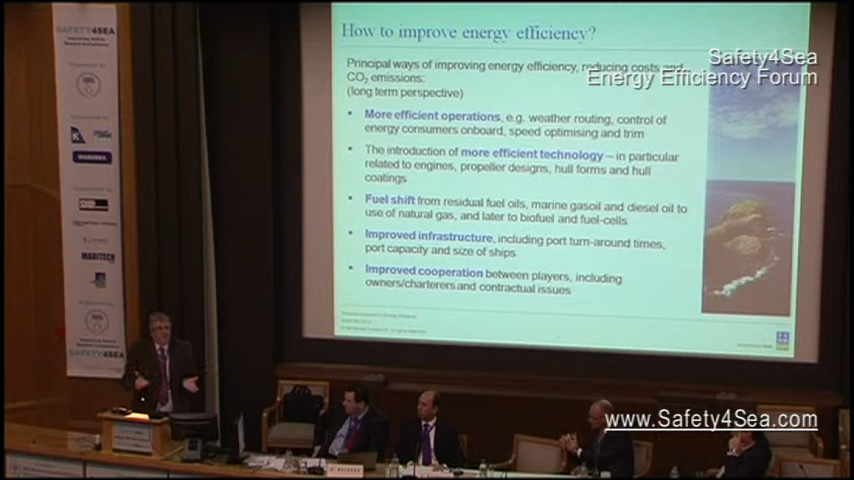 SAFETY4SEA
How to improve energy efficiency?
Safety4Sea
Energy Efficiency Forum
Principal ways of improving energy efficiency, reducing costs and
CO₂ emissions:
(long term perspective)
▪ More efficient operations, e.g. weather routing, control of
energy consumers onboard, speed optimising and trim
▪ The introduction of more efficient technology – in particular
related to engines, propeller designs, hull forms and hull
coatings
▪ Fuel shift from residual fuel oils, marine gasoil and diesel oil to
use of natural gas, and later to biofuel and fuel-cells
▪ Improved infrastructure, including port turn-around times,
port capacity and size of ships
▪ Improved cooperation between players, including
owners/charterers and contractual issues
MARITECH
SAFETY4SEA
www.Safety4Sea.com